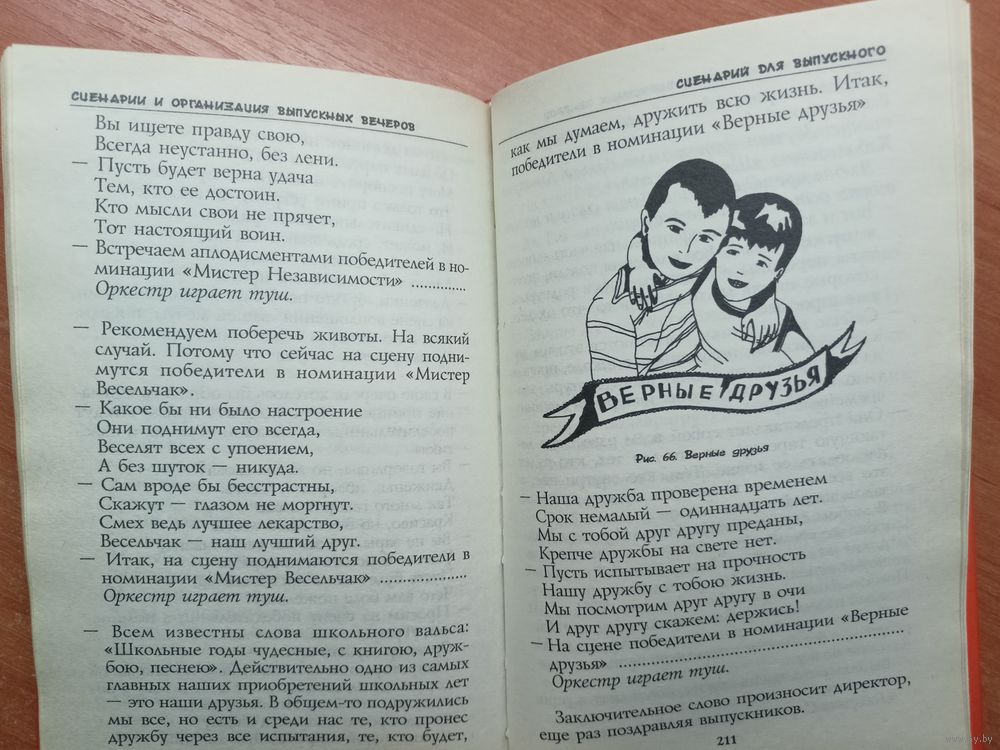 СЦЕНАРИИ И ОРГАНИЗАЦИЯ ВЫПУСКНЫХ ВЕЧЕРОВ
Вы ищете правду свою,
Всегда неустанно, без лени.
— Пусть будет верна удача
Тем, кто ее достоин.
Кто мысли свои не прячет,
Тот настоящий воин.
— Встречаем аплодисментами победителей в но-
минации «Мистер Независимости» ..............
Оркестр играет туш.
— Рекомендуем поберечь животы. На всякий
случай. Потому что сейчас на сцену подни-
мутся победители в номинации «Мистер
Весельчак».
— Какое бы ни было настроение
Они поднимут его всегда,
Веселят всех с упоением,
А без шуток — никуда.
— Сам вроде бы бесстрастны,
Скажут — глазом не моргнут.
Смех ведь лучшее лекарство,
Весельчак — наш лучший друг.
— Итак, на сцену поднимаются победители в
номинации «Мистер Весельчак» ....................
Оркестр играет туш.
— Всем известны слова школьного вальса:
«Школьные годы чудесные, с книгою, друж-
бою, песнею». Действительно одно из самых
главных наших приобретений школьных лет
— это наши друзья. В общем-то подружились
мы все, но есть и среди нас те, кто пронес
дружбу через все испытания, те, кто будет,
СЦЕНАРИЙ ДЛЯ ВЫПУСКНОГО
как мы думаем, дружить всю жизнь. Итак,
победители в номинации «Верные друзья»
ВЕРНЫЕ ДРУЗЬЯ
Рис. 66. Верные друзья
— Наша дружба проверена временем
Срок немалый — одиннадцать лет.
Мы с тобой друг другу преданы,
Крепче дружбы на свете нет.
— Пусть испытывает на прочность
Нашу дружбу с тобою жизнь.
Мы посмотрим друг другу в очи
И друг другу скажем: держись!
— На сцене победители в номинации «Верные
друзья» ..................................................
Оркестр играет туш.
Заключительное слово произносит директор,
еще раз поздравляя выпускников.
211